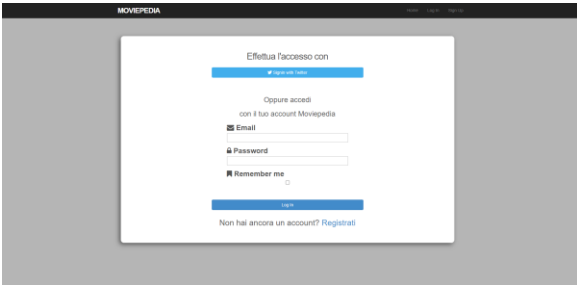 MOVIEPEDIA
Home Log in Sign up
Effettua l'accesso con
Sign in with Twitter
Oppure accedi
con il tuo account Moviepedia
Email
Password
Remember me
Log in
Non hai ancora un account? Registrati